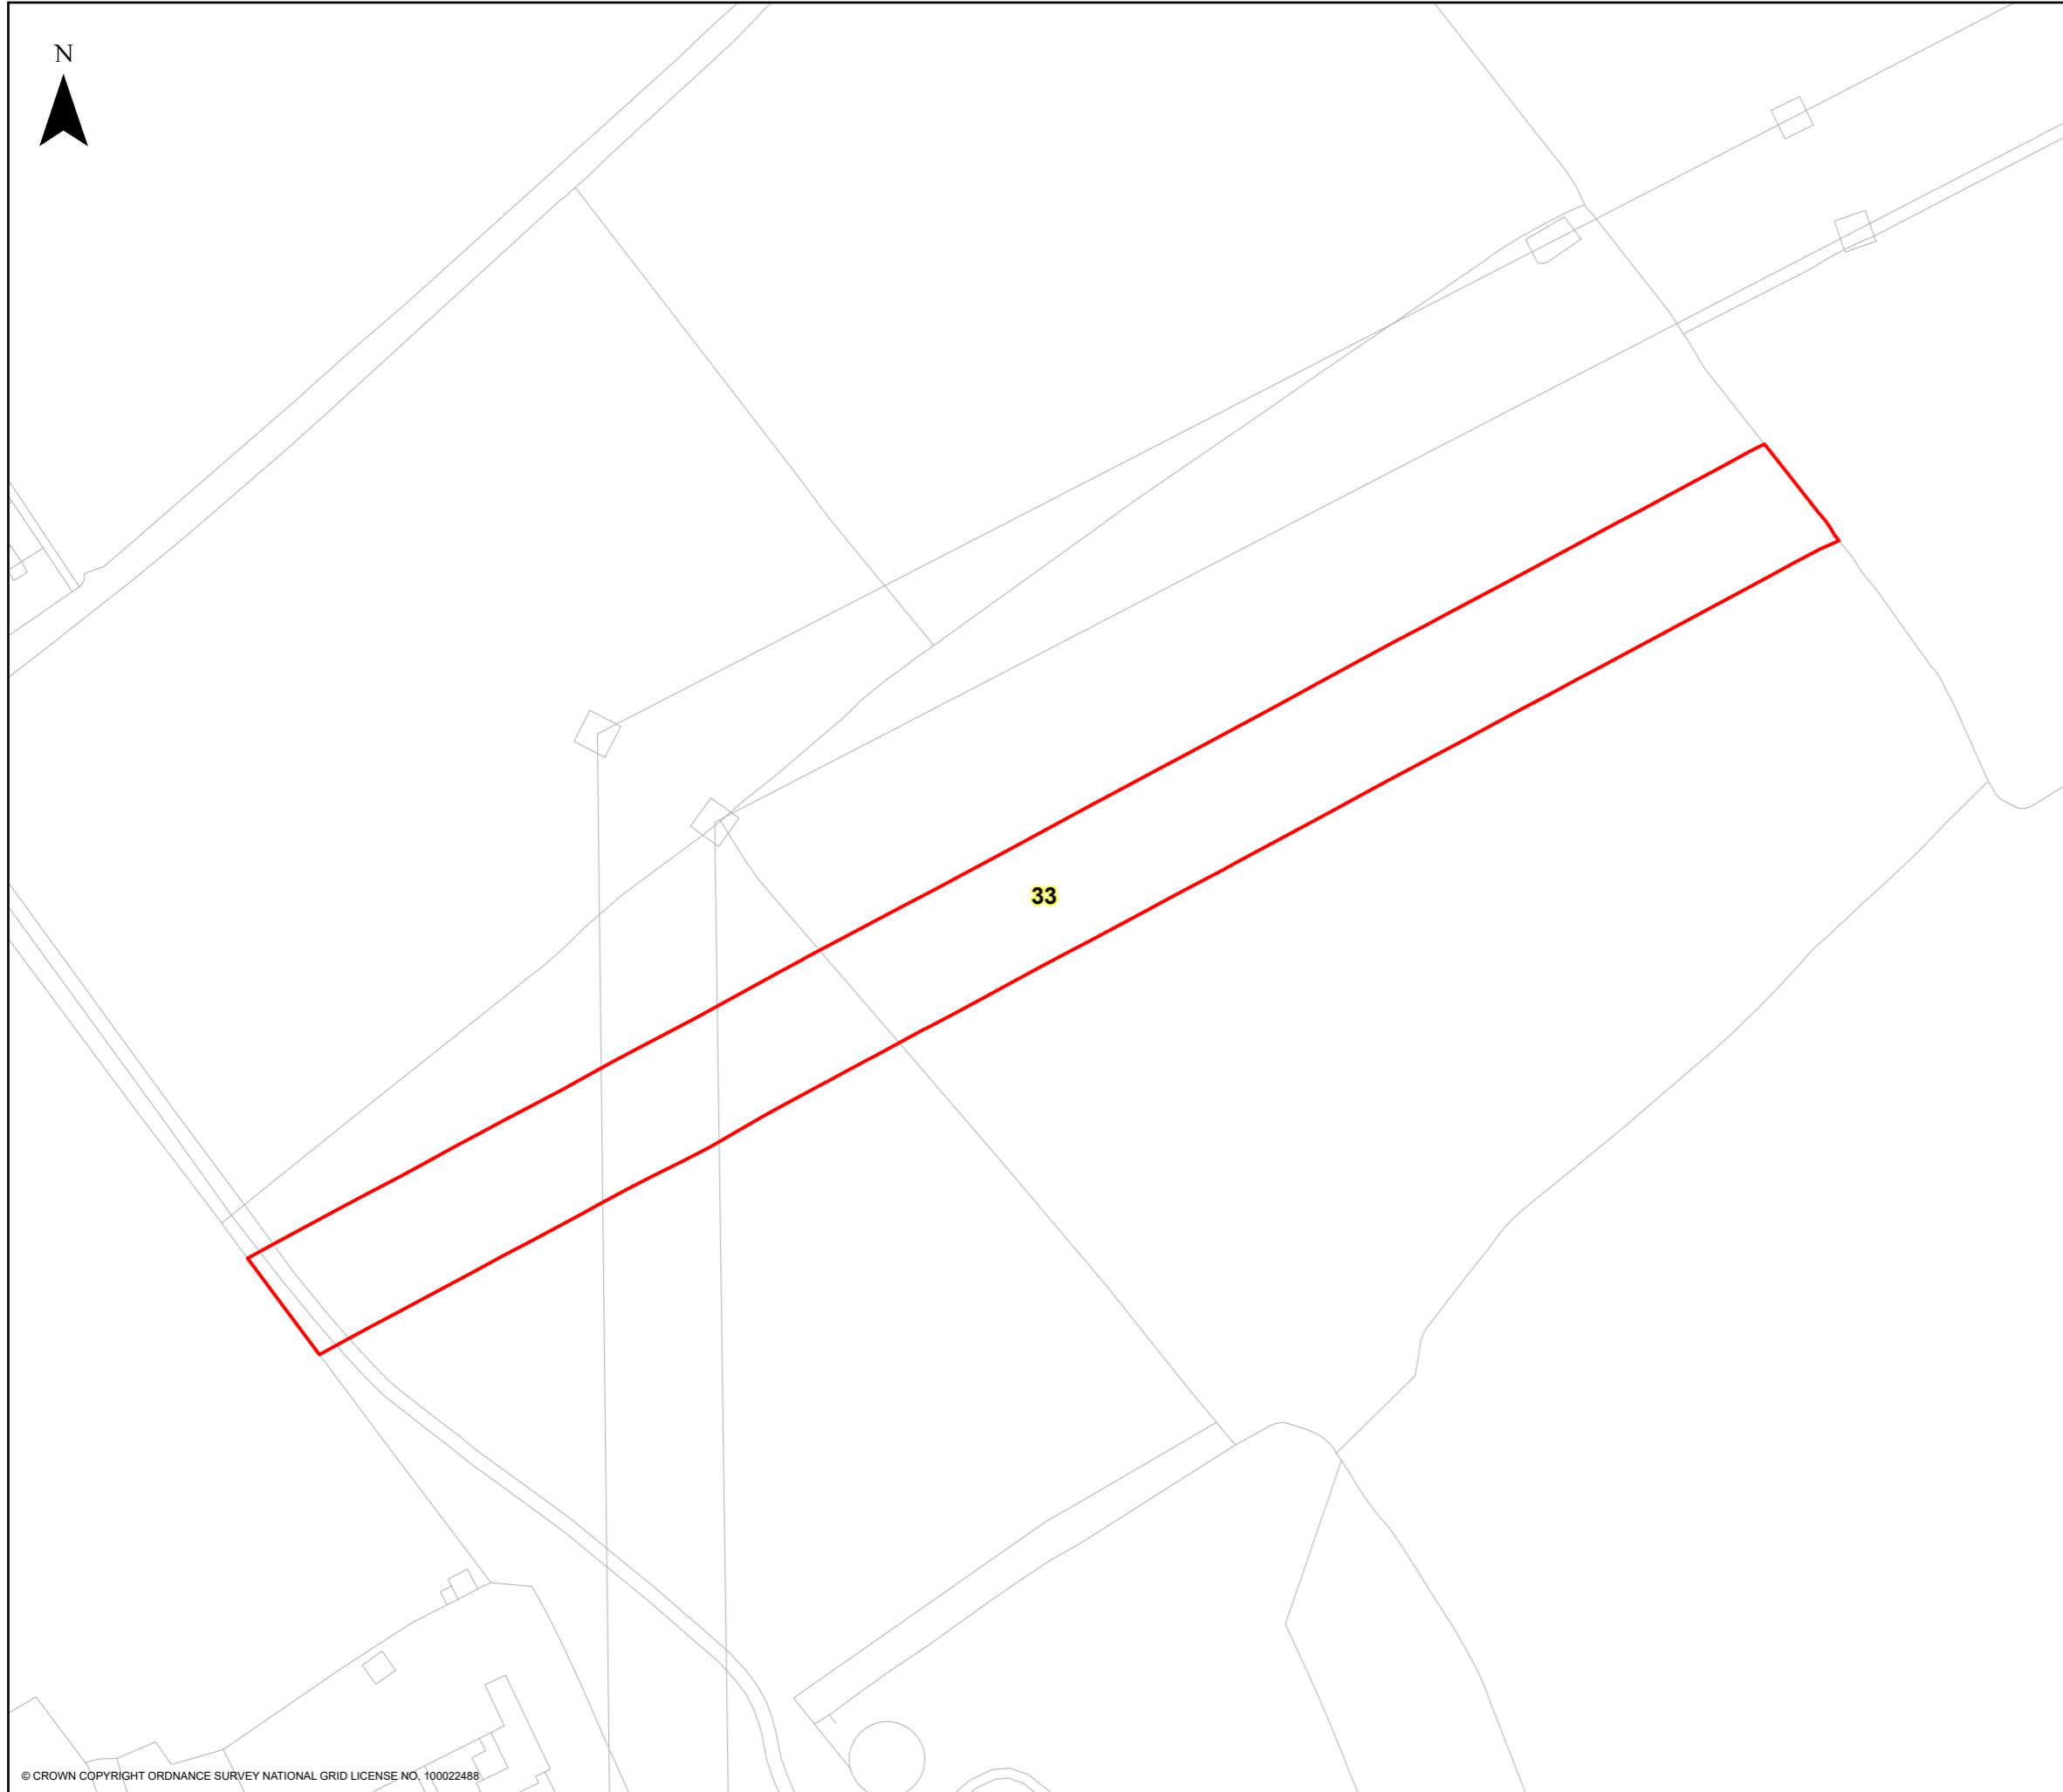 N
33
© CROWN COPYRIGHT ORDNANCE SURVEY NATIONAL GRID LICENSE NO. 100022488